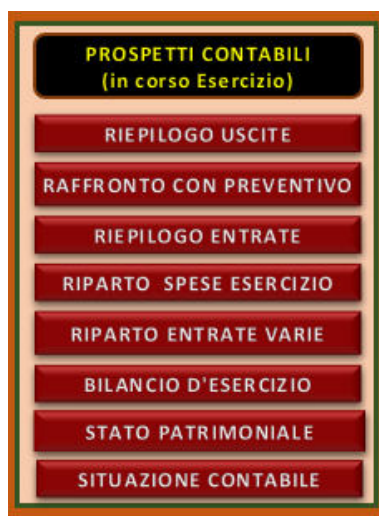 PROSPETTI CONTABILI
(in corso Esercizio)
RIEPILOGO USCITE
RAFFRONTO CON PREVENTIVO
RIEPILOGO ENTRATE
RIPARTO SPESE ESERCIZIO
RIPARTO ENTRATE VARIE
BILANCIO D'ESERCIZIO
STATO PATRIMONIALE
SITUAZIONE CONTABILE